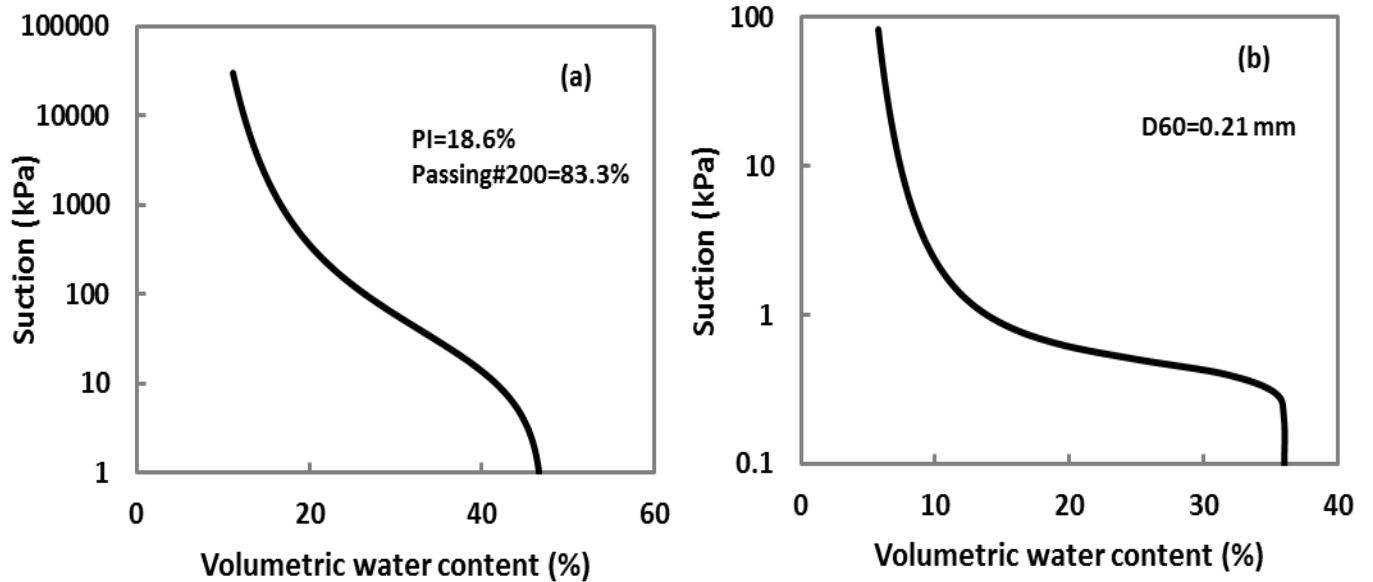 100000
10000
1000
100
10
1
Suction (kPa)
(a)
PI=18.6%
Passing#200=83.3%
0
20
40
60
Volumetric water content (%)
100
10
1
0.1
Suction (kPa)
(b)
D60=0.21 mm
0
10
20
30
40
Volumetric water content (%)